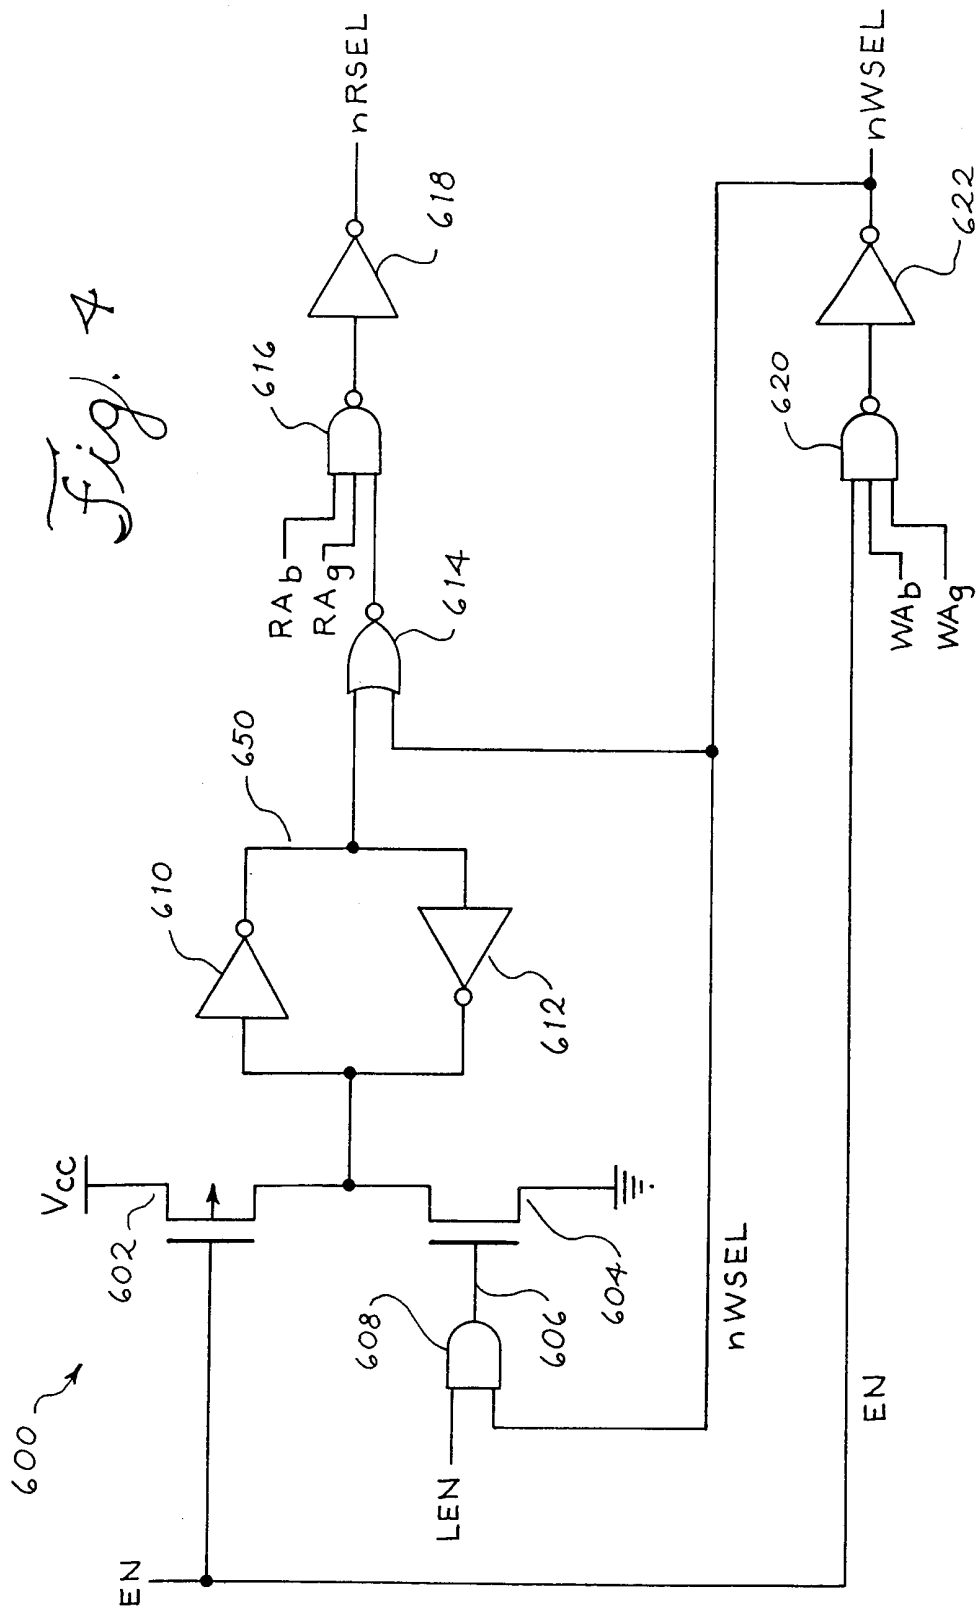 Fig. 4
600
EN
Vcc
602
LEN
608
606
604
nWSEL
EN
610
612
650
614
RAb
RAg
616
618
nRSEL
WAb
WAg
620
622
nWSEL